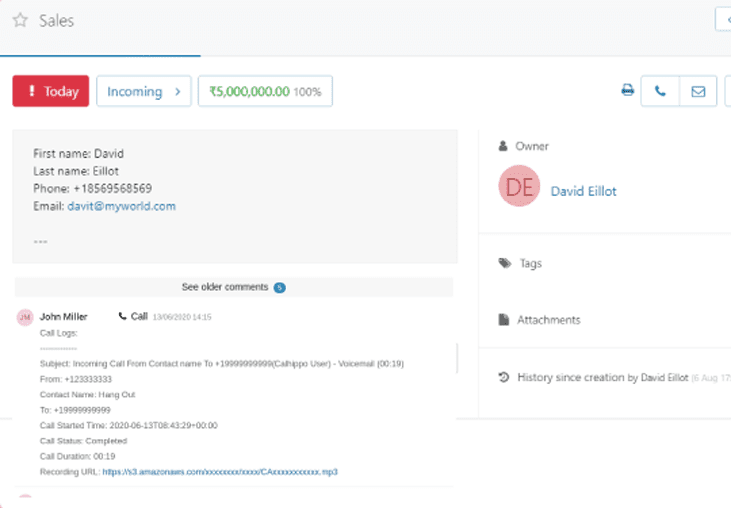 Sales
! Today
Incoming >
₹5,000,000.00 100%
First name: David
Last name: Eillot
Phone: +18569568569
Email: davit@myworld.com
---
See older comments 5
JM John Miller Call 13/06/2020 14:15
Call Logs:
-------------
Subject: Incoming Call From Contact name To +19999999999(Calhippo User) - Voicemail (00:19)
From: +123333333
Contact Name: Hang Out
To: +19999999999
Call Started Time: 2020-06-13T08:43:29+00:00
Call Status: Completed
Call Duration: 00:19
Recording URL: https://s3.amazonaws.com/xxxxxxxx/xxxx/CAxxxxxxxxxxx.mp3
Owner
DE David Eillot
Tags
Attachments
History since creation by David Eillot (6 Aug